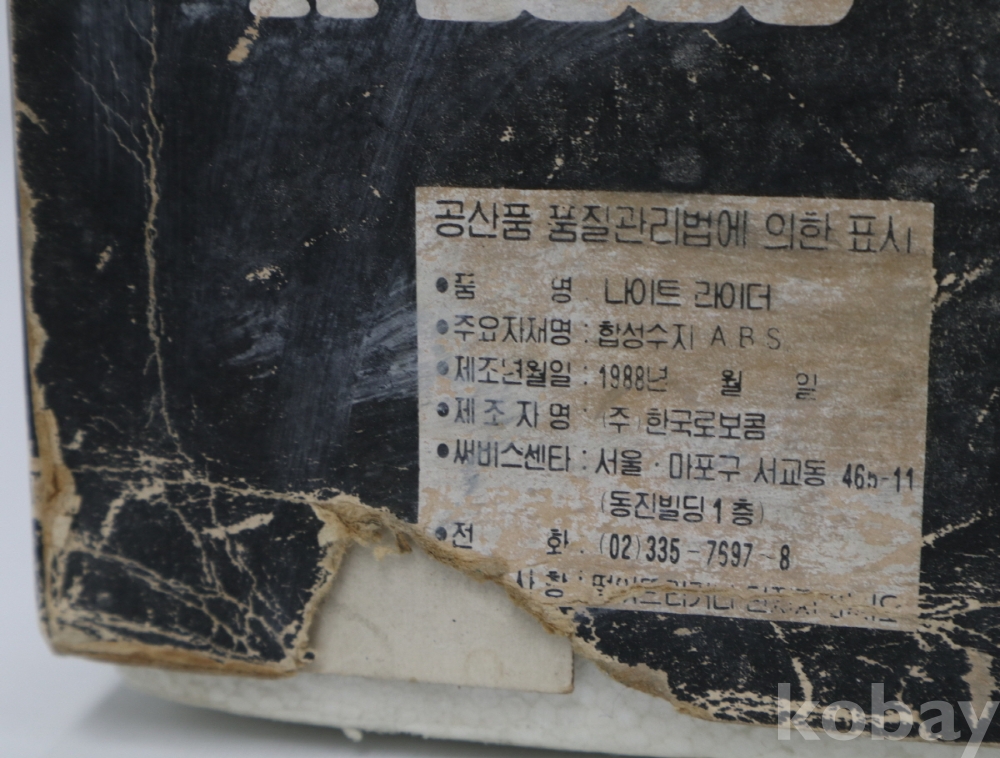 공산품 품질관리법에 의한 표시
●품 명 : 나이트 라이더
●주요자재명 : 합성수지 A B S
●제조년월일 : 1988년 월 일
●제 조 자 명 : (주) 한국로보콤
●써비스센타 : 서울·마포구 서교동 465-11
(동진빌딩 1 층)
●전 화 : (02) 335-7697-8
사 항 :
kobay